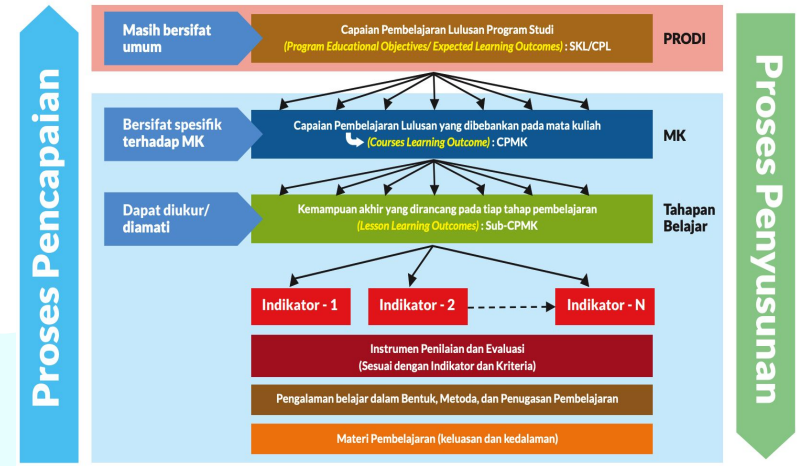 Proses Pencapaian
Masih bersifat
umum
Capaian Pembelajaran Lulusan Program Studi
(Program Educational Objectives/ Expected Learning Outcomes) : SKL/CPL
PRODI
Bersifat spesifik
terhadap MK
Capaian Pembelajaran Lulusan yang dibebankan pada mata kuliah
(Courses Learning Outcome) : CPMK
MK
Dapat diukur/
diamati
Kemampuan akhir yang dirancang pada tiap tahap pembelajaran
(Lesson Learning Outcomes) : Sub-CPMK
Tahapan
Belajar
Indikator - 1
Indikator - 2
Indikator - N
Instrumen Penilaian dan Evaluasi
(Sesuai dengan Indikator dan Kriteria)
Pengalaman belajar dalam Bentuk, Metoda, dan Penugasan Pembelajaran
Materi Pembelajaran (keluasan dan kedalaman)
Proses Penyusunan